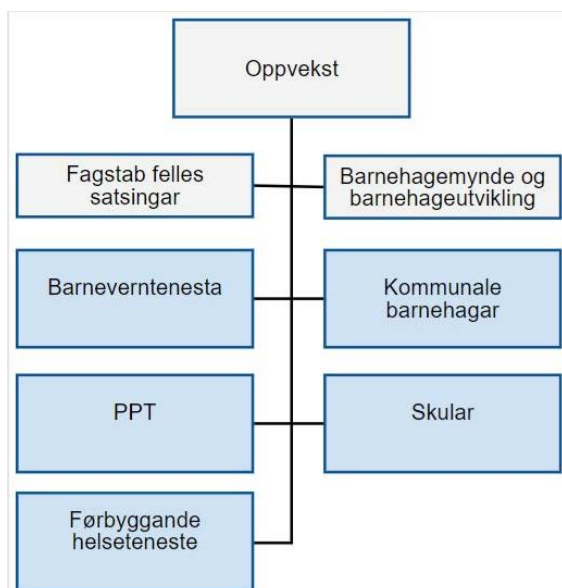 Oppvekst
Fagstab felles
satsingar
Barnehagemynde og
barnehageutvikling
Barneverntenesta
Kommunale
barnehagar
PPT
Skular
Førbyggande
helseteneste